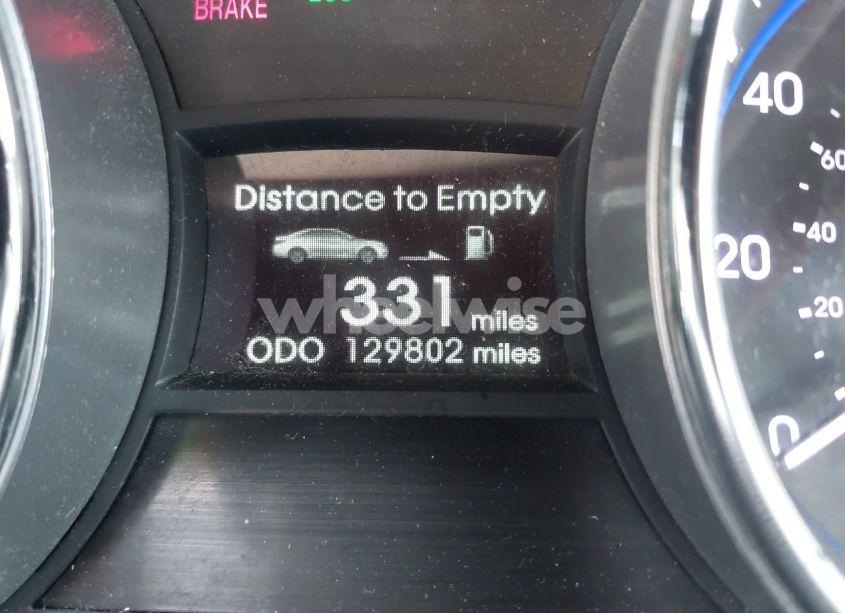 BRAKE
Distance to Empty
331 miles
ODO 129802 miles
wheelwise
40
60
40
20
20
0